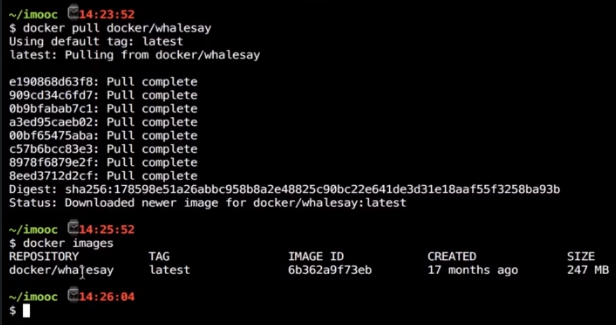 ~/imooc 14:23:52
$ docker pull docker/whalesay
Using default tag: latest
latest: Pulling from docker/whalesay
e190868d63f8: Pull complete
909cd34c6fd7: Pull complete
0b9bfabab7c1: Pull complete
a3ed95caeb02: Pull complete
00bf65475aba: Pull complete
c57b6bcc83e3: Pull complete
8978f6879e2f: Pull complete
8eed3712d2cf: Pull complete
Digest: sha256:178598e51a26abbc958b8a2e48825c90bc22e641de3d31e18aaf55f3258ba93b
Status: Downloaded newer image for docker/whalesay:latest
~/imooc 14:25:52
$ docker images
REPOSITORY TAG IMAGE ID CREATED SIZE
docker/whalesay latest 6b362a9f73eb 17 months ago 247 MB
~/imooc 14:26:04
$